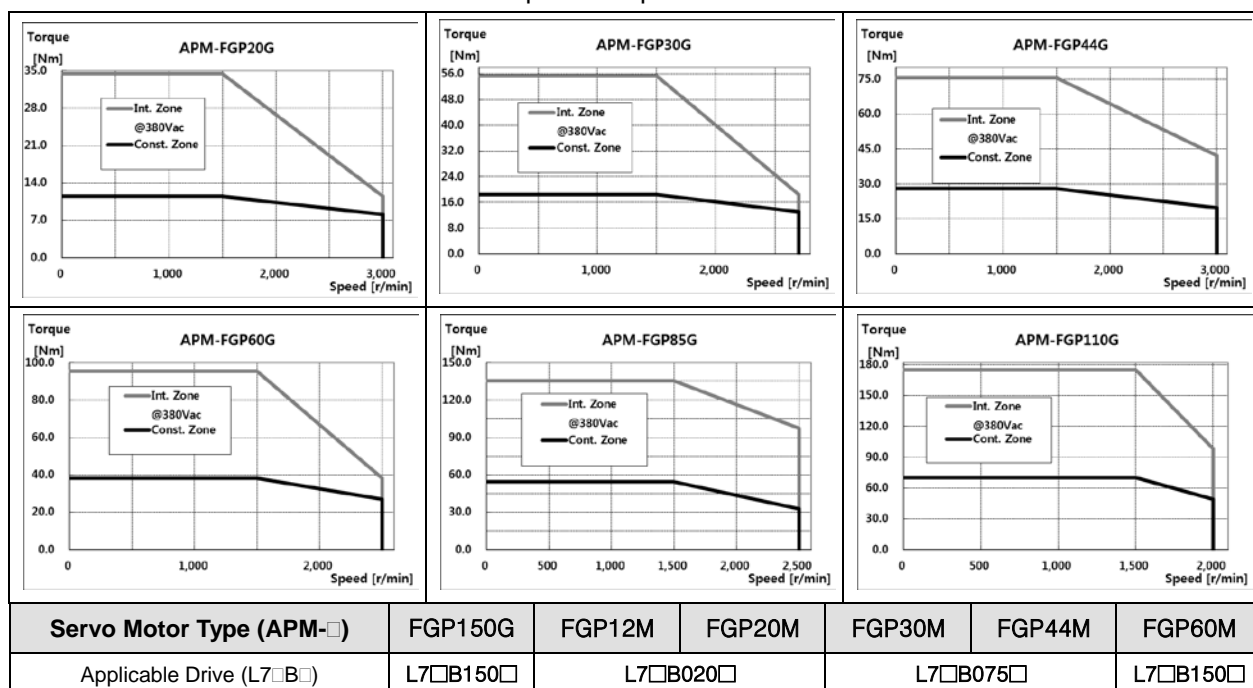 Torque
[Nm]
APM-FGP20G
35.0
28.0
21.0
14.0
7.0
0.0
Int. Zone
@380Vac
Const. Zone
0 1,000 2,000 3,000
Speed [r/min]
Torque
[Nm]
APM-FGP30G
56.0
48.0
40.0
32.0
24.0
16.0
8.0
0.0
Int. Zone
@380Vac
Const. Zone
0 1,000 2,000
Speed [r/min]
Torque
[Nm]
APM-FGP44G
75.0
60.0
45.0
30.0
15.0
0.0
Int. Zone
@380Vac
Const. Zone
0 1,000 2,000 3,000
Speed [r/min]
Torque
[Nm]
APM-FGP60G
100.0
80.0
60.0
40.0
20.0
0.0
Int. Zone
@380Vac
Const. Zone
0 1,000 2,000
Speed [r/min]
Torque
[Nm]
APM-FGP85G
150.0
120.0
90.0
60.0
30.0
0.0
Int. Zone
@380Vac
Cont. Zone
0 500 1,000 1,500 2,000 2,500
Speed [r/min]
Torque
[Nm]
APM-FGP110G
180.0
150.0
120.0
90.0
60.0
30.0
0.0
Int. Zone
@380Vac
Cont. Zone
0 500 1,000 1,500 2,000
Speed [r/min]
Servo Motor Type (APM-□) FGP150G FGP12M FGP20M FGP30M FGP44M FGP60M
Applicable Drive (L7□B□) L7□B150□ L7□B020□ L7□B075□ L7□B150□